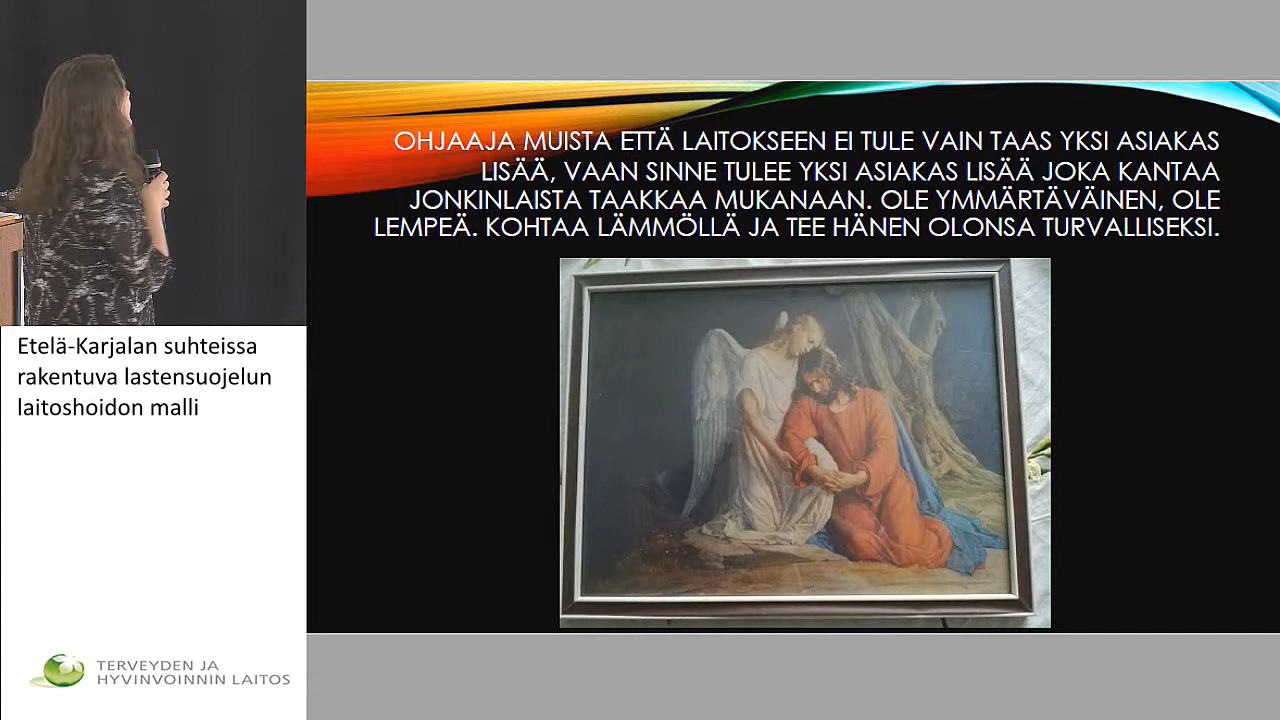 OHJAAJA MUISTA ETTÄ LAITOKSEEN EI TULE VAIN TAAS YKSI ASIAKAS
LISÄÄ, VAAN SINNE TULEE YKSI ASIAKAS LISÄÄ JOKA KANTAA
JONKINLAISTA TAAKKAA MUKANAAN. OLE YMMÄRTÄVÄINEN, OLE
LEMPEÄ. KOHTAA LÄMMÖLLÄ JA TEE HÄNEN OLONSA TURVALLISEKSI.
Etelä-Karjalan suhteissa
rakentuva lastensuojelun
laitoshoidon malli
TERVEYDEN JA
HYVINVOINNIN LAITOS